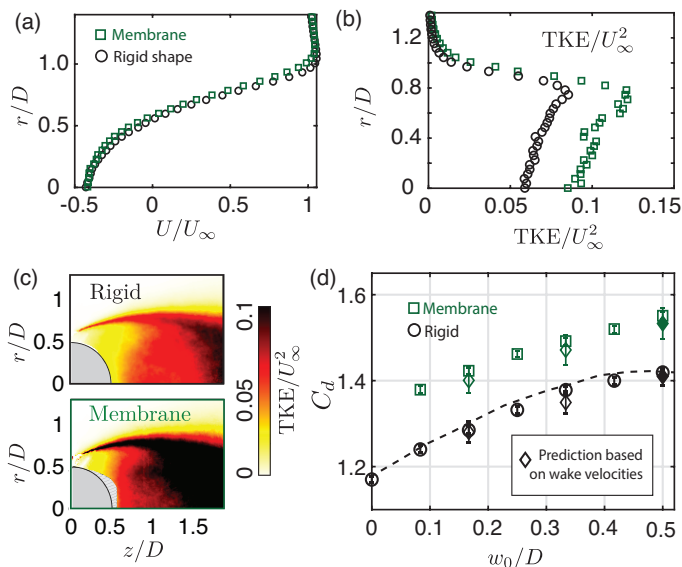 (a)
Membrane
Rigid shape
r/D
1.0
0.5
0
-0.5 0 0.5 1
U/U∞
(b)
TKE/U∞²
r/D
1.2
0.8
0.4
0
0 0.05 0.1 0.15
TKE/U∞²
(c)
Rigid
r/D
1
0.5
0
Membrane
r/D
1
0.5
0
0 0.5 1 1.5
z/D
0.1
0.05
0
TKE/U∞²
(d)
Membrane
Rigid
Cd
1.6
1.4
1.2
Prediction based
on wake velocities
0 0.1 0.2 0.3 0.4 0.5
w0/D